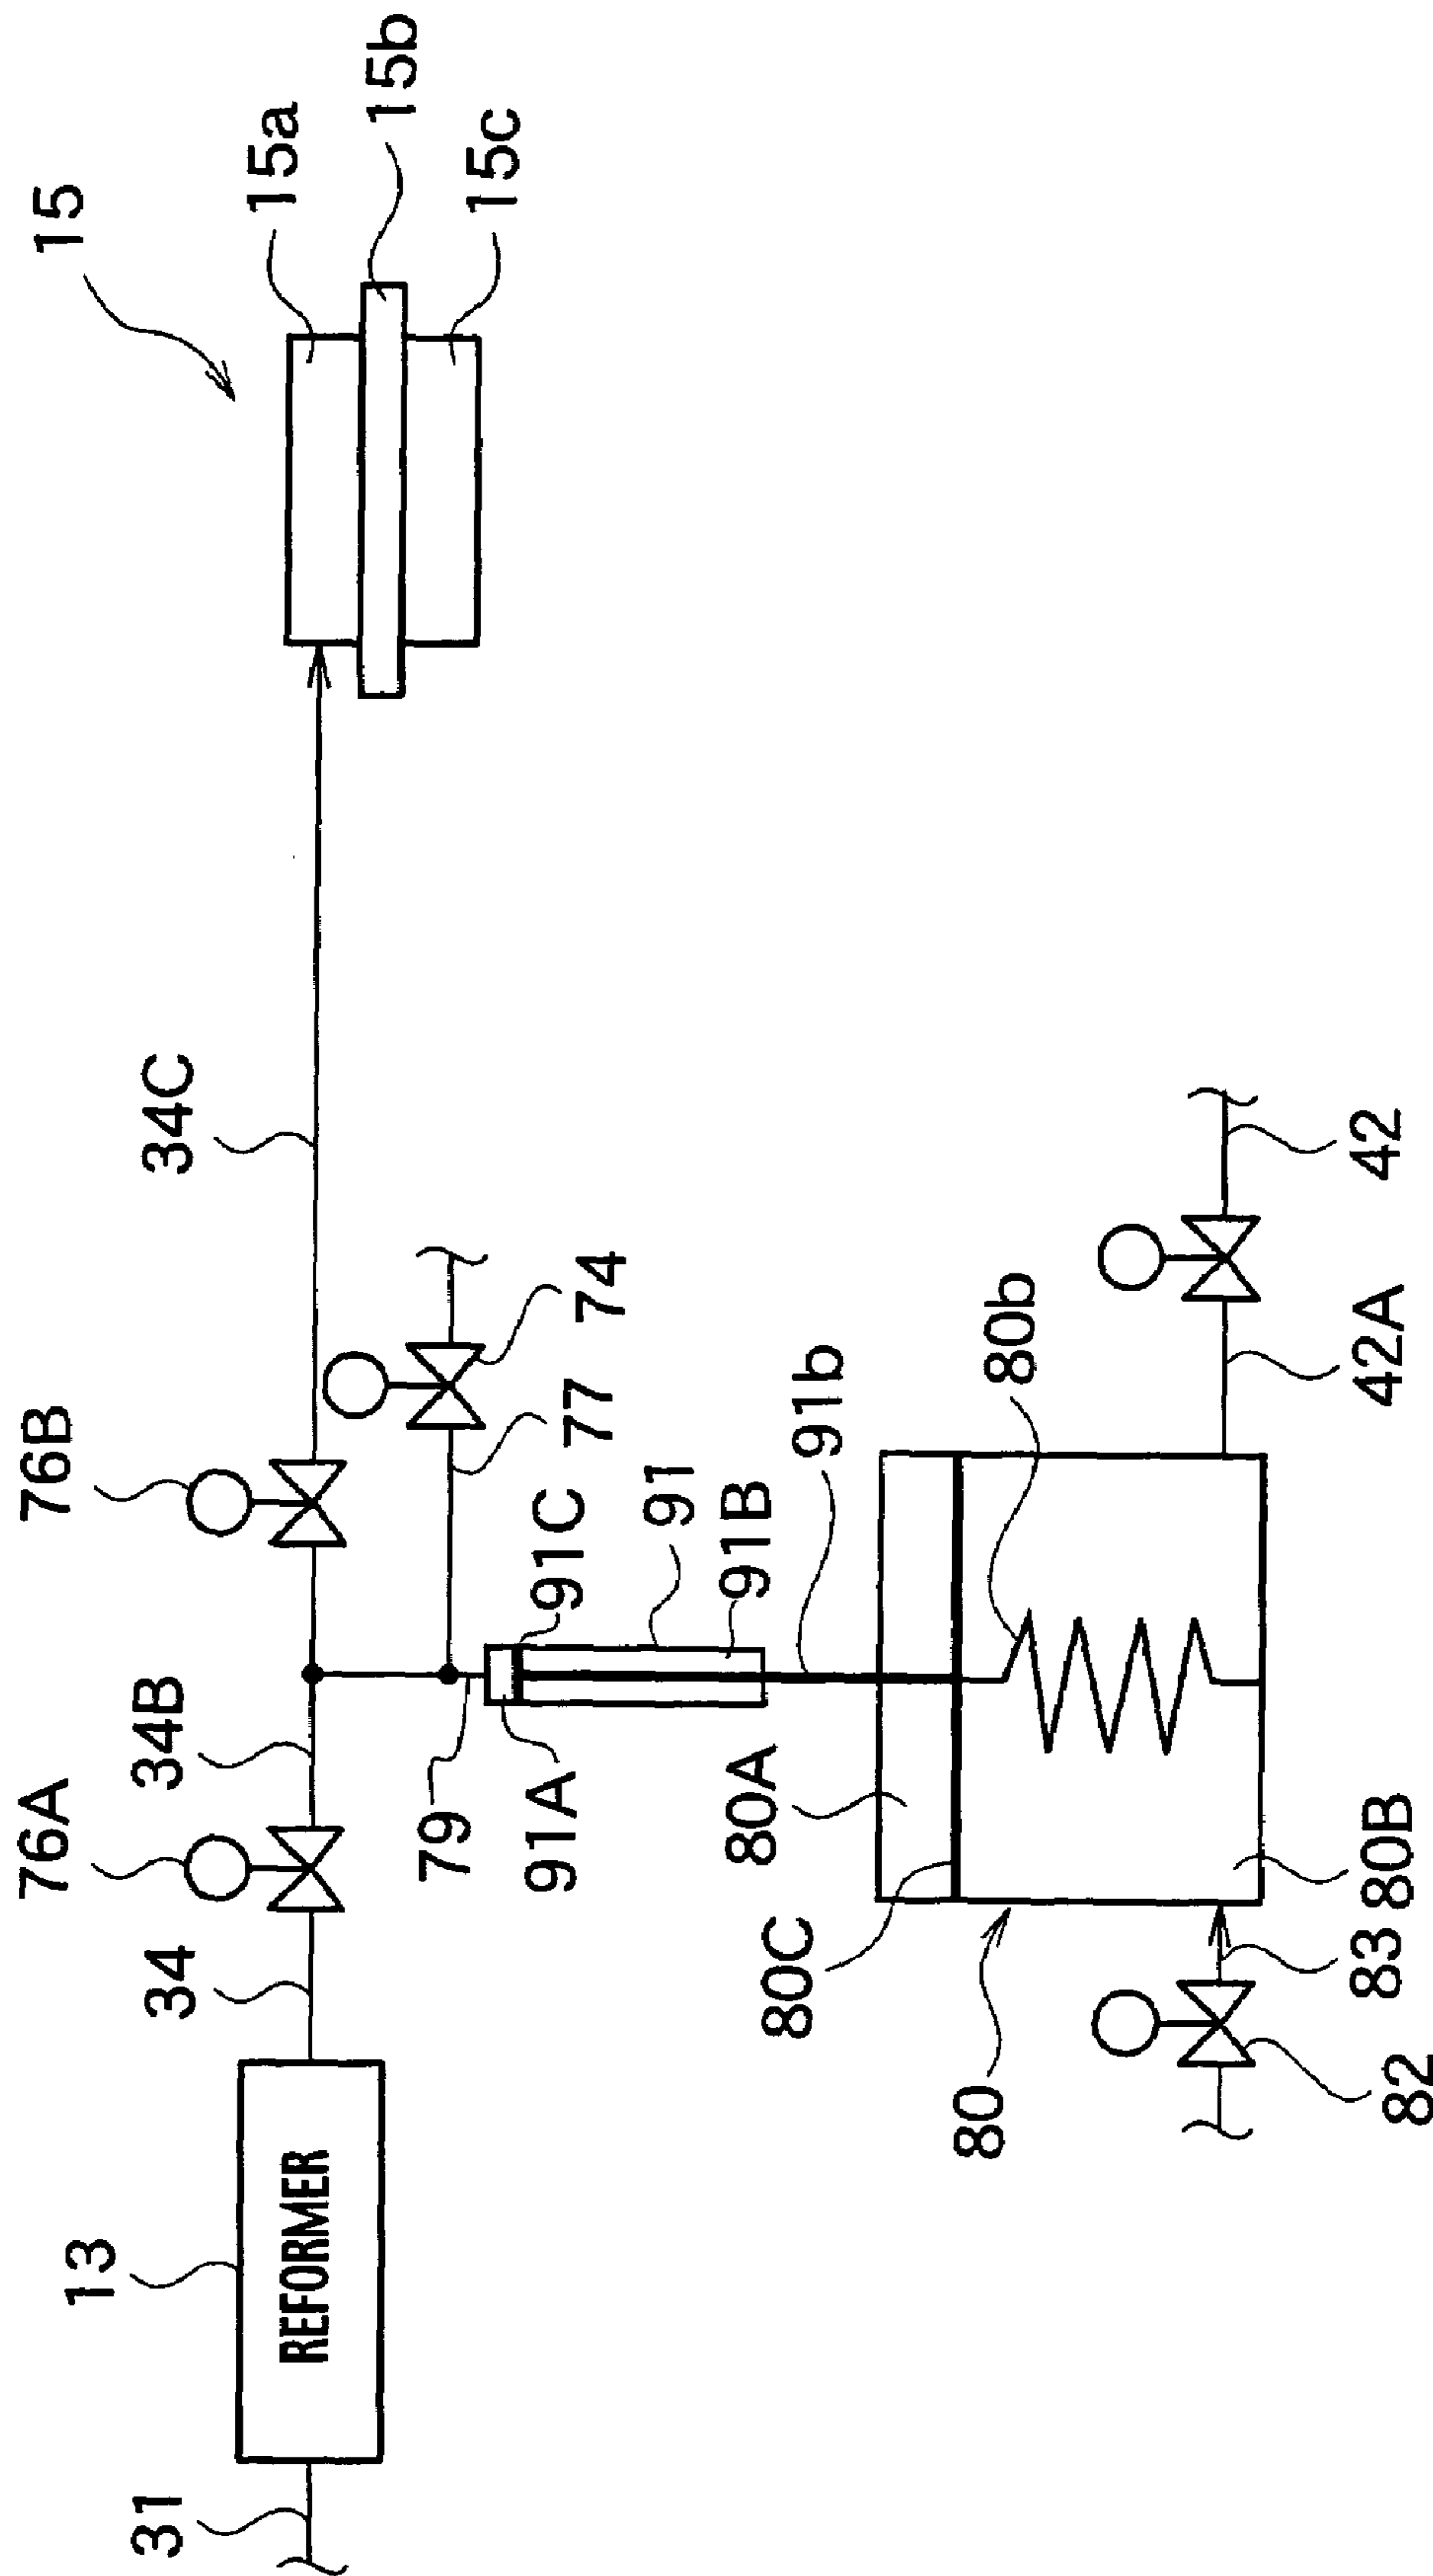 15
15a
15b
15c
34C
76B
76A
34B
34
13
REFORMER
31
74
77
79
91C
91
91A
91B
91b
80A
80b
80C
80
80B
42
42A
83
82